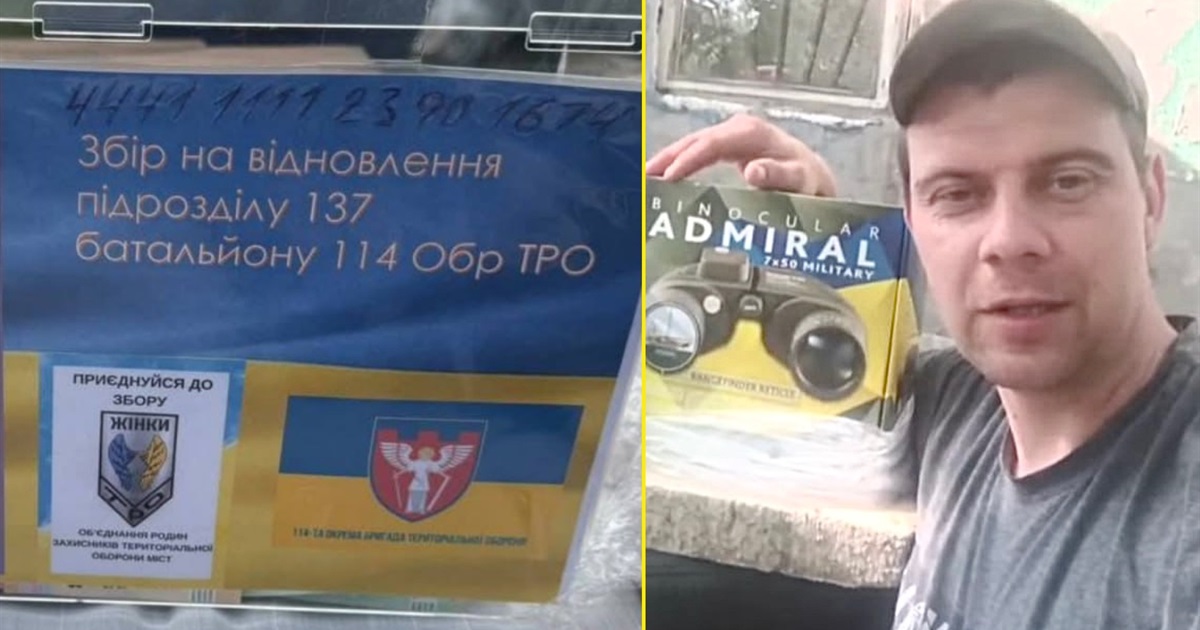 4441 1111 2390 1674
Збір на відновлення
підрозділу 137
батальйону 114 Обр ТРО
ПРИЄДНУЙСЯ ДО
ЗБОРУ
ЖІНКИ
ТРО
ОБ'ЄДНАННЯ РОДИН
ЗАХИСНИКІВ ТЕРИТОРІАЛЬНОЇ
ОБОРОНИ МІСТ
114-ТА ОКРЕМА БРИГАДА ТЕРИТОРІАЛЬНОЇ ОБОРОНИ
BINOCULAR
ADMIRAL
7x50 MILITARY
RANGEFINDER RETICLE